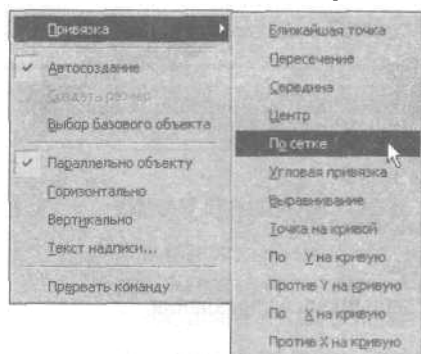 Привязка
Автосоздание
Создать размер
Выбор базового объекта
Параллельно объекту
Горизонтально
Вертикально
Текст надписи...
Прервать команду
Ближайшая точка
Пересечение
Середина
Центр
По сетке
Угловая привязка
Выравнивание
Точка на кривой
По Y на кривую
Против Y на кривую
По X на кривую
Против X на кривую